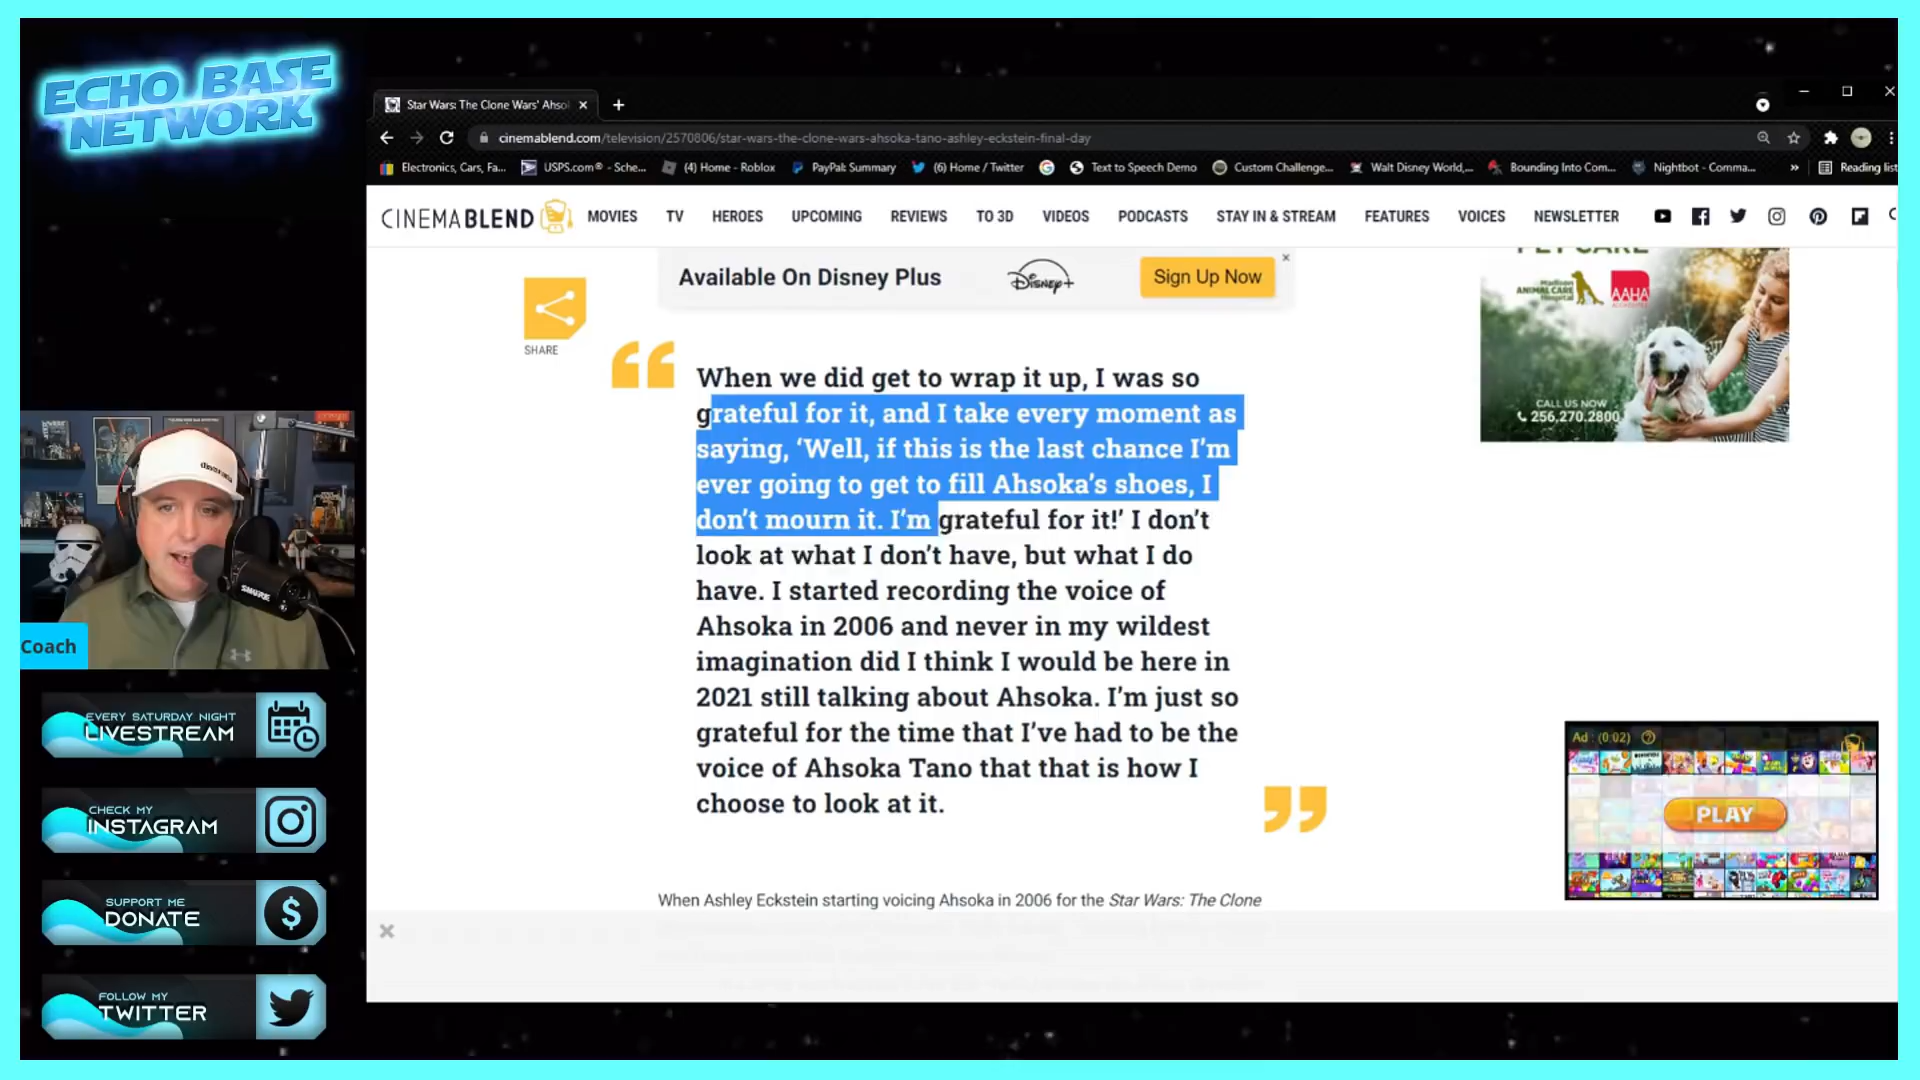 ECHO BASE
NETWORK
Star Wars: The Clone Wars' Ahso
cinemablend.com/television/2570806/star-wars-the-clone-wars-ahsoka-tano-ashley-eckstein-final-day
Electronics, Cars, Fa...
USPS.com® - Sche...
(4) Home - Roblox
PayPal: Summary
(6) Home / Twitter
Text to Speech Demo
Custom Challenge...
Walt Disney World,...
Bounding Into Com...
Nightbot - Comma...
Reading list
CINEMABLEND
MOVIES
TV
HEROES
UPCOMING
REVIEWS
TO 3D
VIDEOS
PODCASTS
STAY IN & STREAM
FEATURES
VOICES
NEWSLETTER
Available On Disney Plus
Disney+
Sign Up Now
SHARE
“
When we did get to wrap it up, I was so
grateful for it, and I take every moment as
saying, ‘Well, if this is the last chance I’m
ever going to get to fill Ahsoka’s shoes, I
don’t mourn it. I’m grateful for it!’ I don’t
look at what I don’t have, but what I do
have. I started recording the voice of
Ahsoka in 2006 and never in my wildest
imagination did I think I would be here in
2021 still talking about Ahsoka. I’m just so
grateful for the time that I’ve had to be the
voice of Ahsoka Tano that that is how I
choose to look at it.
”
When Ashley Eckstein starting voicing Ahsoka in 2006 for the Star Wars: The Clone
PET CARE
Madison
ANIMAL CARE
Hospital
AAHA
CALL US NOW
256.270.2800
Ad : (0:02)
PLAY
SHURE
Coach
EVERY SATURDAY NIGHT
LIVESTREAM
CHECK MY
INSTAGRAM
SUPPORT ME
DONATE
FOLLOW MY
TWITTER